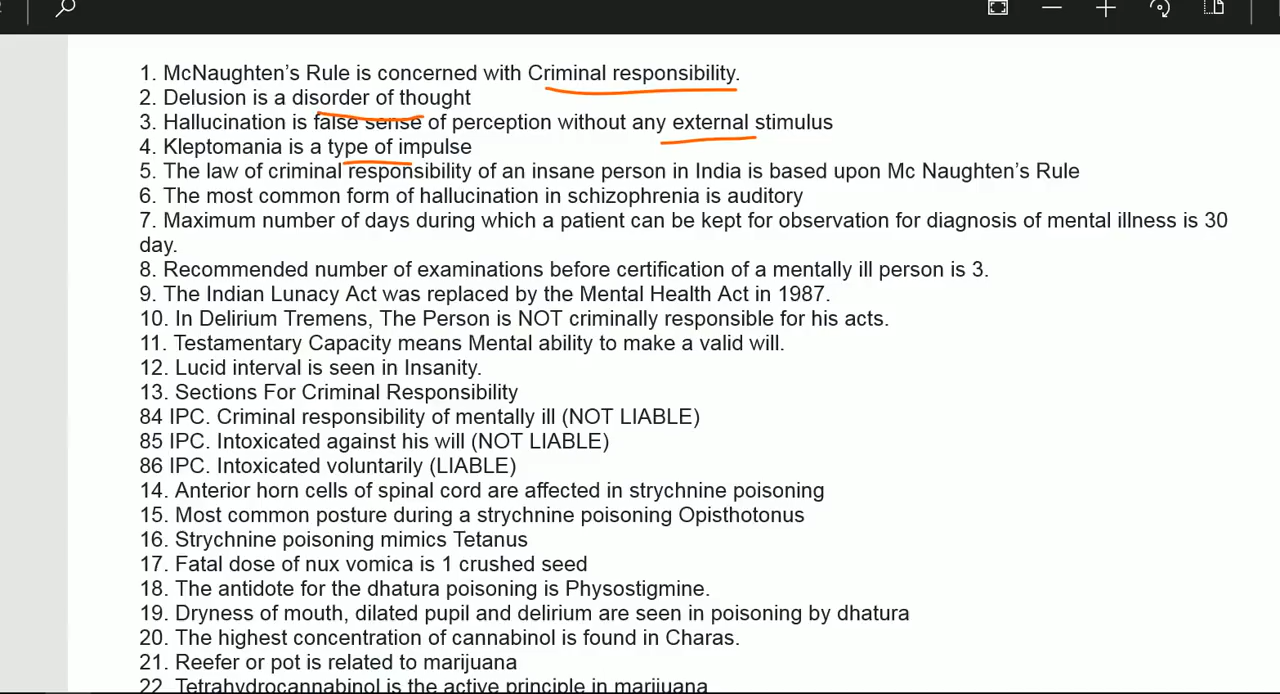 1. McNaughten's Rule is concerned with Criminal responsibility.
2. Delusion is a disorder of thought
3. Hallucination is false sense of perception without any external stimulus
4. Kleptomania is a type of impulse
5. The law of criminal responsibility of an insane person in India is based upon Mc Naughten's Rule
6. The most common form of hallucination in schizophrenia is auditory
7. Maximum number of days during which a patient can be kept for observation for diagnosis of mental illness is 30
day.
8. Recommended number of examinations before certification of a mentally ill person is 3.
9. The Indian Lunacy Act was replaced by the Mental Health Act in 1987.
10. In Delirium Tremens, The Person is NOT criminally responsible for his acts.
11. Testamentary Capacity means Mental ability to make a valid will.
12. Lucid interval is seen in Insanity.
13. Sections For Criminal Responsibility
84 IPC. Criminal responsibility of mentally ill (NOT LIABLE)
85 IPC. Intoxicated against his will (NOT LIABLE)
86 IPC. Intoxicated voluntarily (LIABLE)
14. Anterior horn cells of spinal cord are affected in strychnine poisoning
15. Most common posture during a strychnine poisoning Opisthotonus
16. Strychnine poisoning mimics Tetanus
17. Fatal dose of nux vomica is 1 crushed seed
18. The antidote for the dhatura poisoning is Physostigmine.
19. Dryness of mouth, dilated pupil and delirium are seen in poisoning by dhatura
20. The highest concentration of cannabinol is found in Charas.
21. Reefer or pot is related to marijuana
22. Tetrahydrocannabinol is the active principle in marijuana